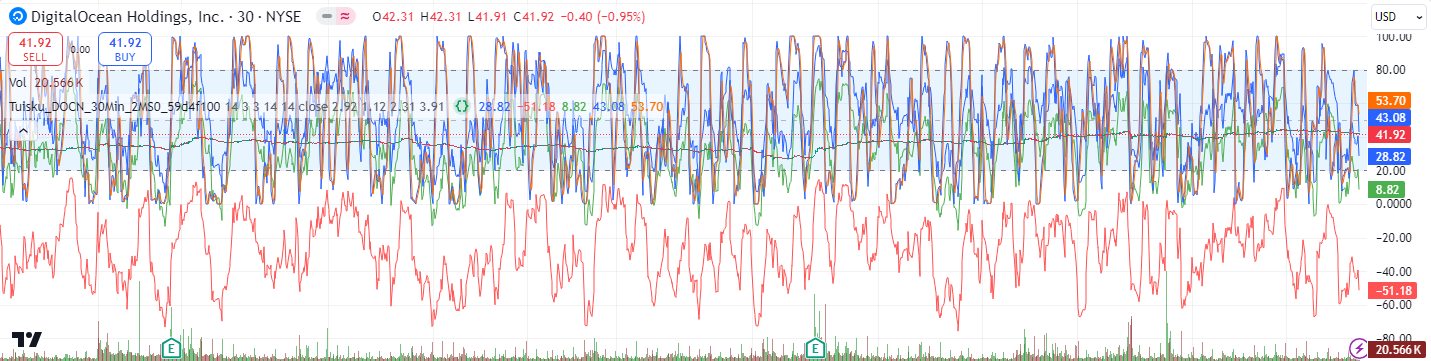 DigitalOcean Holdings, Inc. · 30 · NYSE O42.31 H42.31 L41.91 C41.92 −0.40 (−0.95%)
USD
41.92 SELL
0.00
41.92 BUY
Vol 20.566K
Tuisku_DOCN_30Min_2MS0_59d4f100 14 3 3 14 14 close 2.92 1.12 2.31 3.91 28.82 −51.18 8.82 43.08 53.70
100.00
80.00
53.70
43.08
41.92
28.82
20.00
8.82
0.0000
−20.00
−40.00
−51.18
−60.00
−80.00
20.566K
E
E